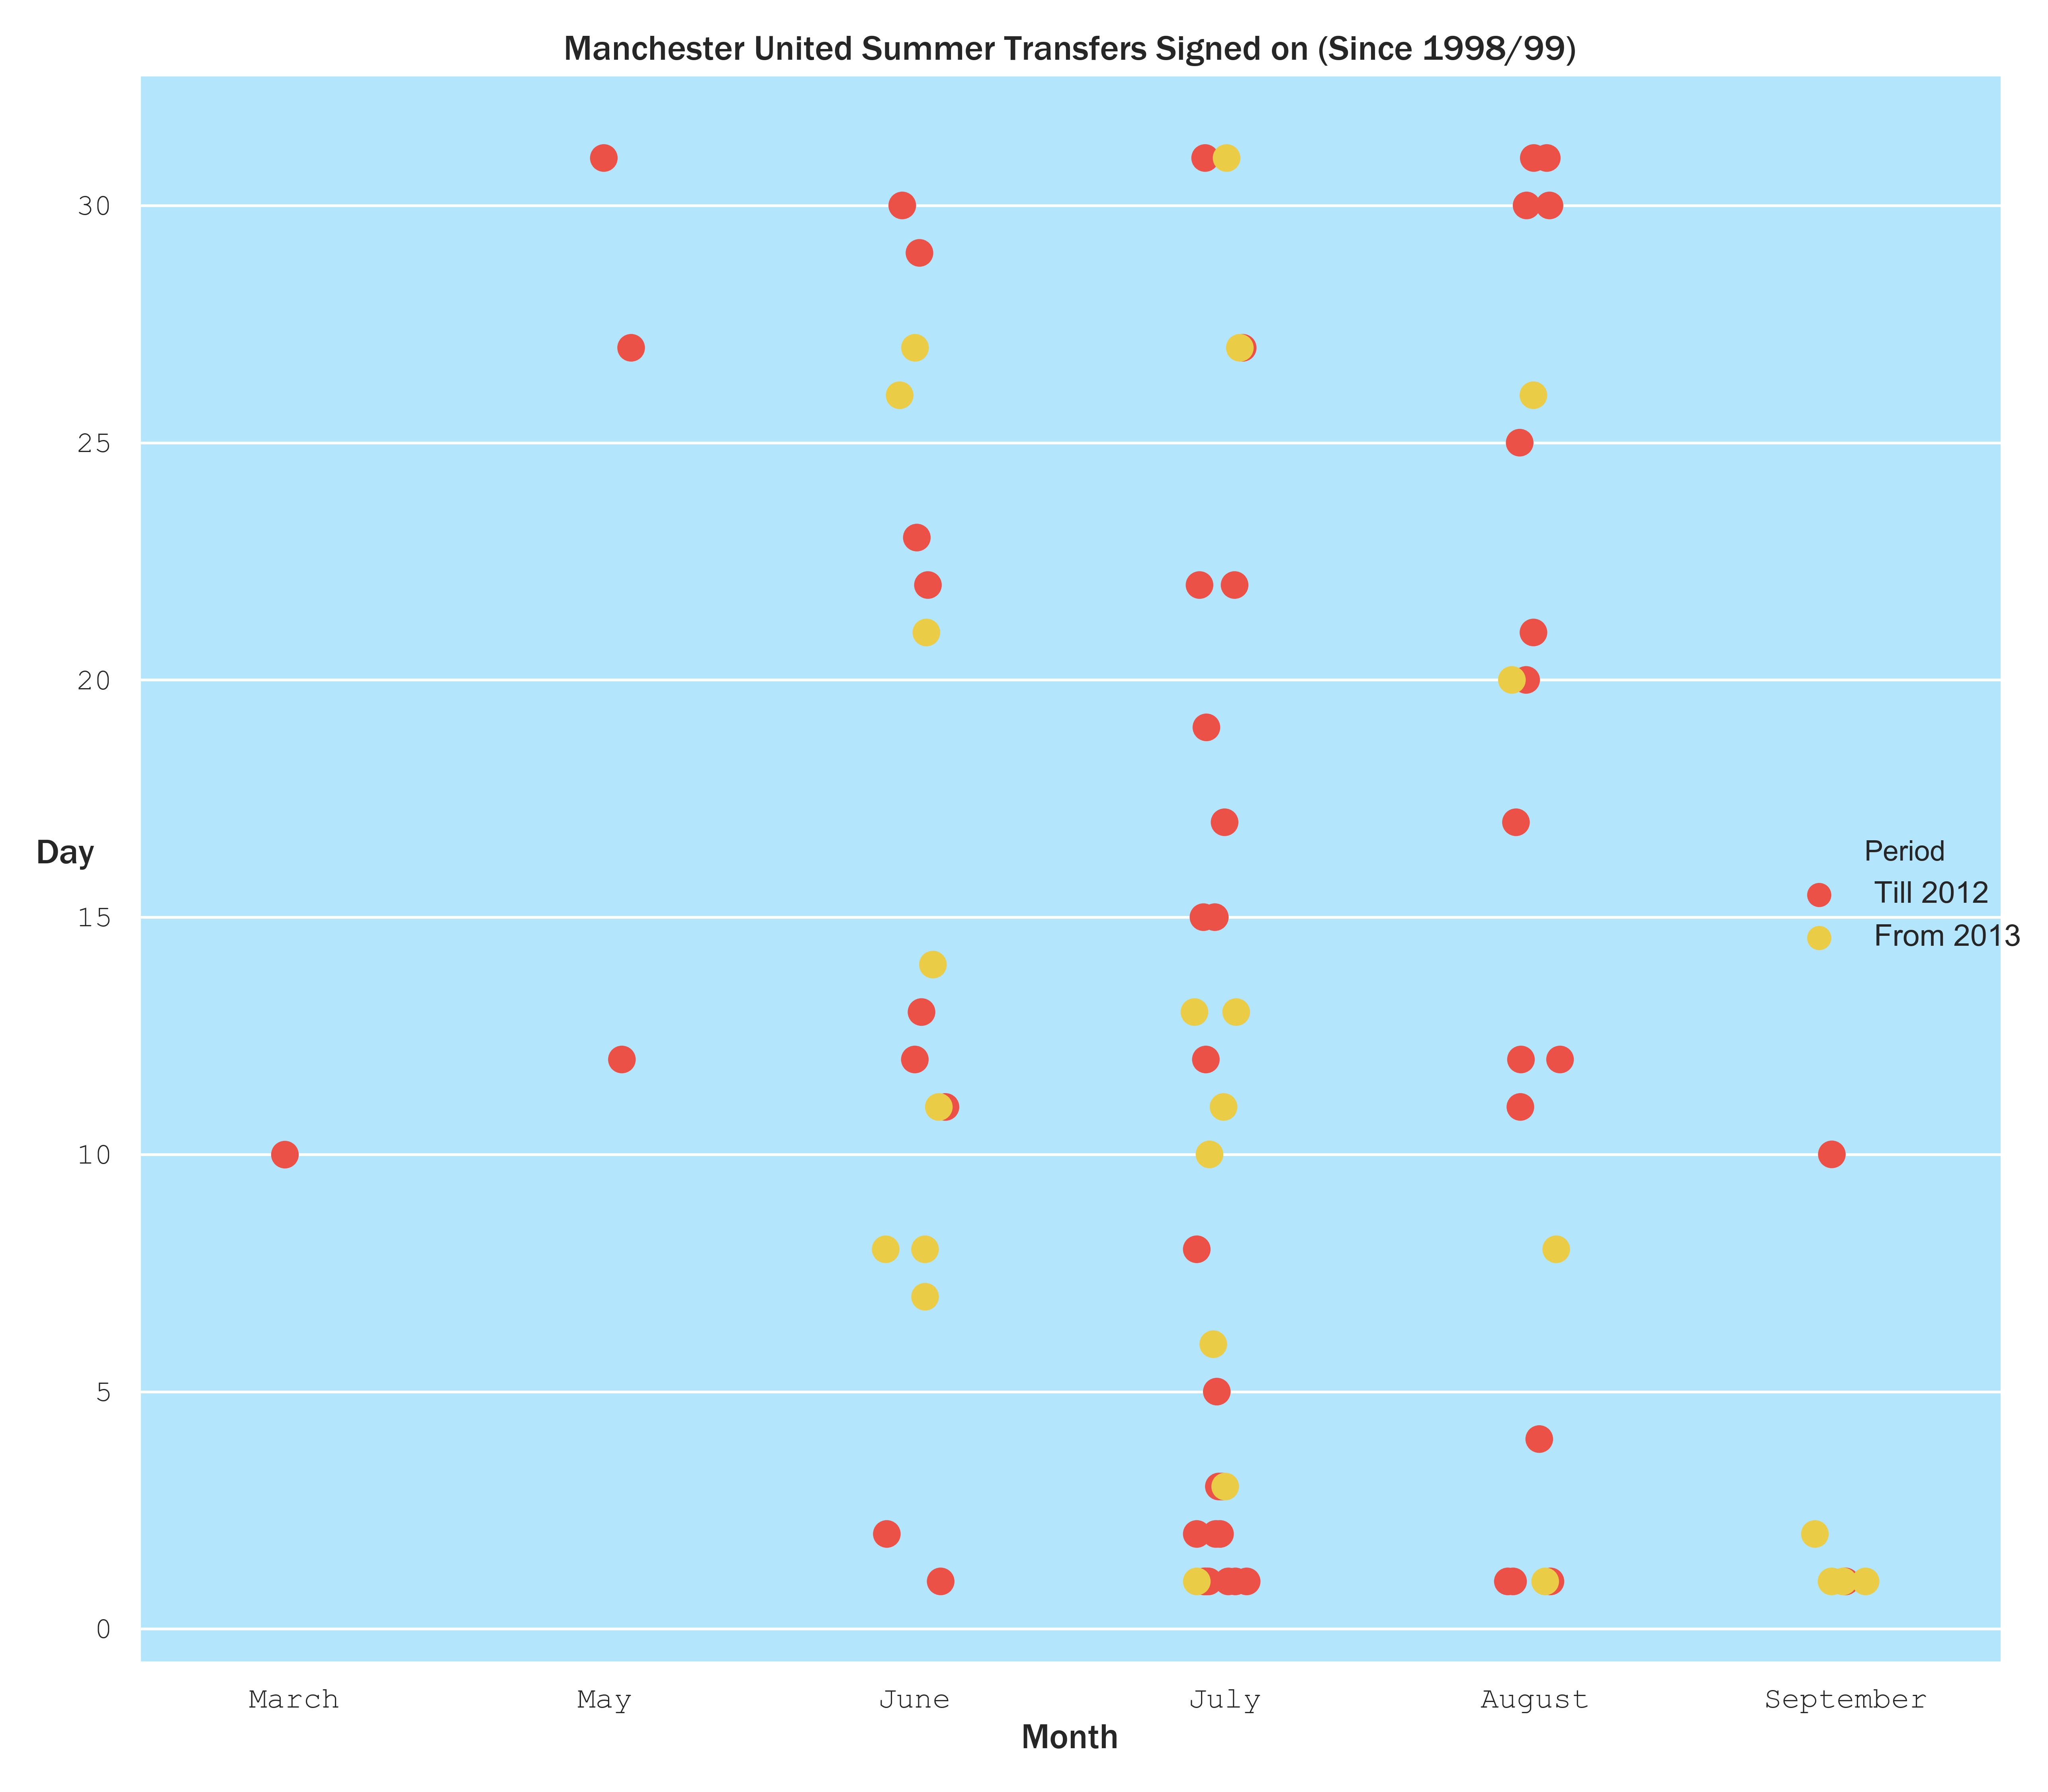 Manchester United Summer Transfers Signed on (Since 1998/99)
30
25
20
15
10
5
0
Day
Period
Till 2012
From 2013
March May June July August September
Month